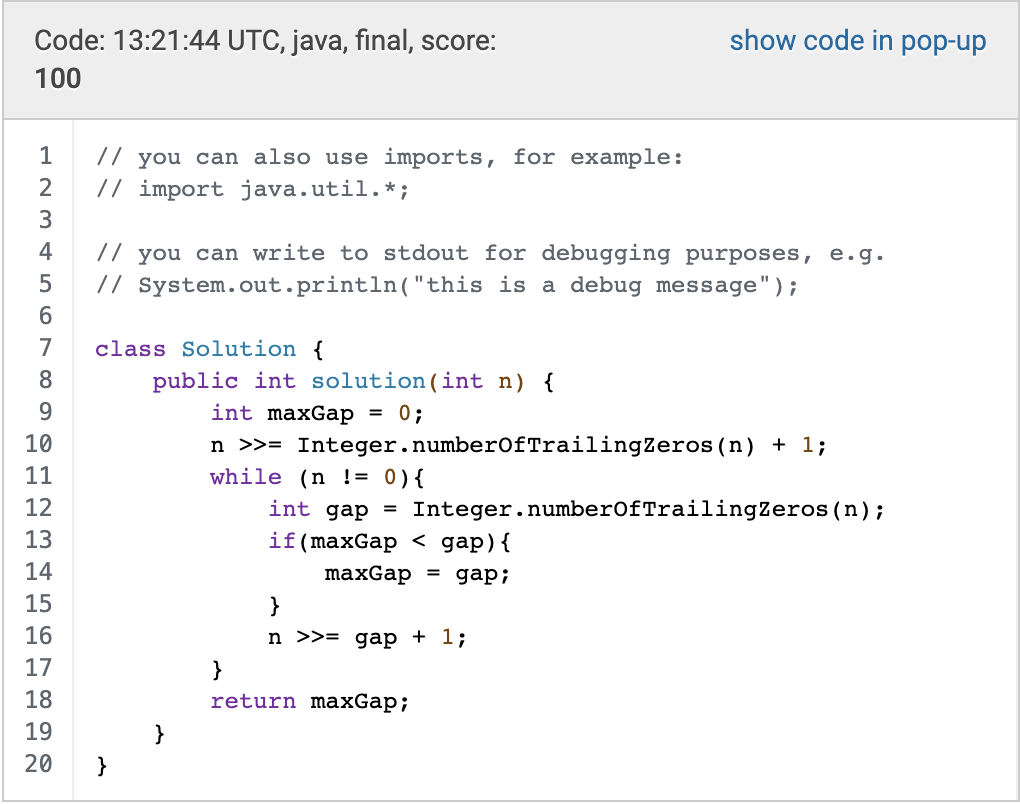 Code: 13:21:44 UTC, java, final, score:
100
show code in pop-up
1 // you can also use imports, for example:
2 // import java.util.*;
3
4 // you can write to stdout for debugging purposes, e.g.
5 // System.out.println("this is a debug message");
6
7 class Solution {
8     public int solution(int n) {
9         int maxGap = 0;
10         n >>= Integer.numberOfTrailingZeros(n) + 1;
11         while (n != 0){
12             int gap = Integer.numberOfTrailingZeros(n);
13             if(maxGap < gap){
14                 maxGap = gap;
15             }
16             n >>= gap + 1;
17         }
18         return maxGap;
19     }
20 }